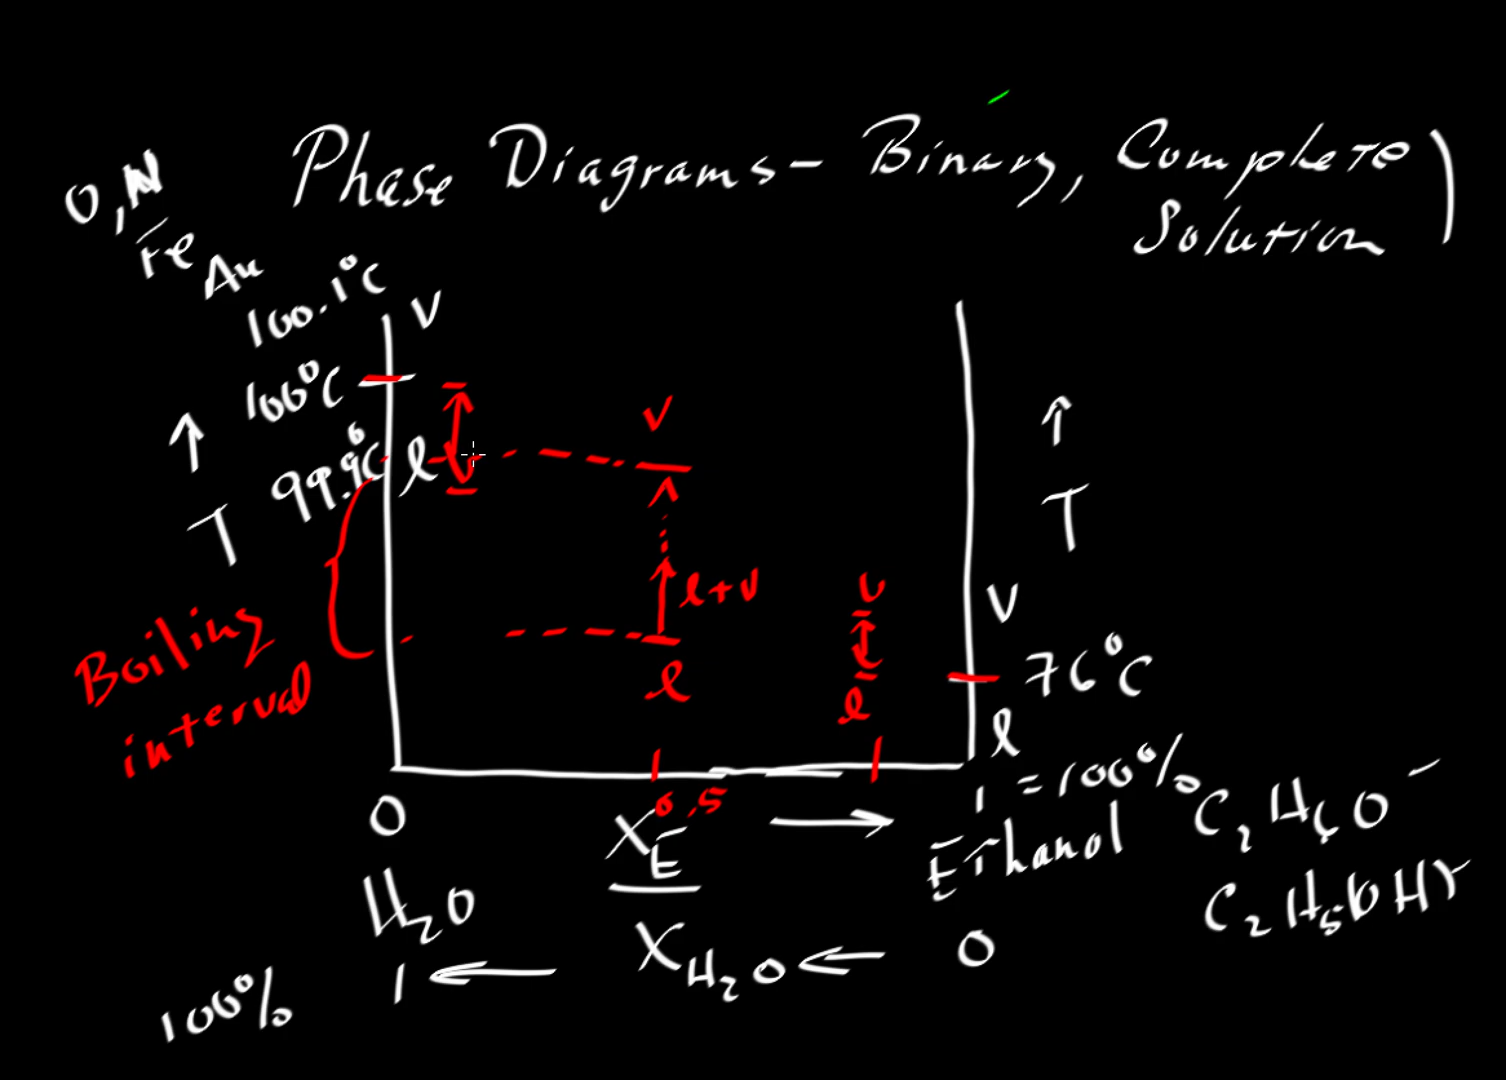 Phase Diagrams - Binary, Complete
Solution
O, N
Fe
Au
100.1°C
V
100°C
99.9°C l
↑
T
V
l+v
l
Boiling
interval
v
l
↑
T
V
76°C
l
0
0.5
X_E →
1 = 100%
Ethanol
C₂H₆O
C₂H₅OH
H₂O
100%
1 ←
X_H₂O ←
0